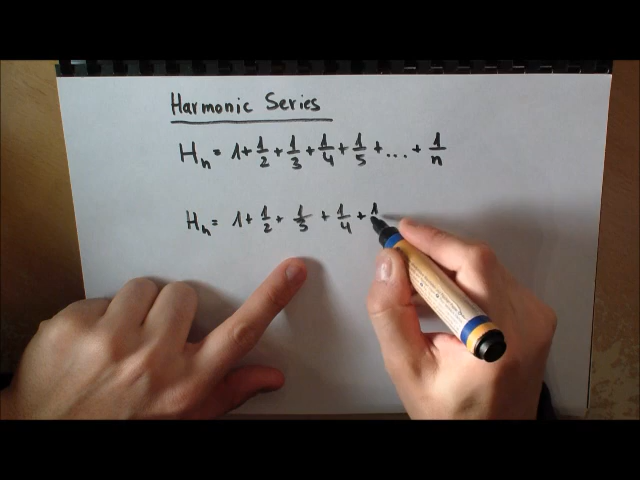 Harmonic Series
Hn = 1 + 1/2 + 1/3 + 1/4 + 1/5 + ... + 1/n
Hn = 1 + 1/2 + 1/3 + 1/4 + 1